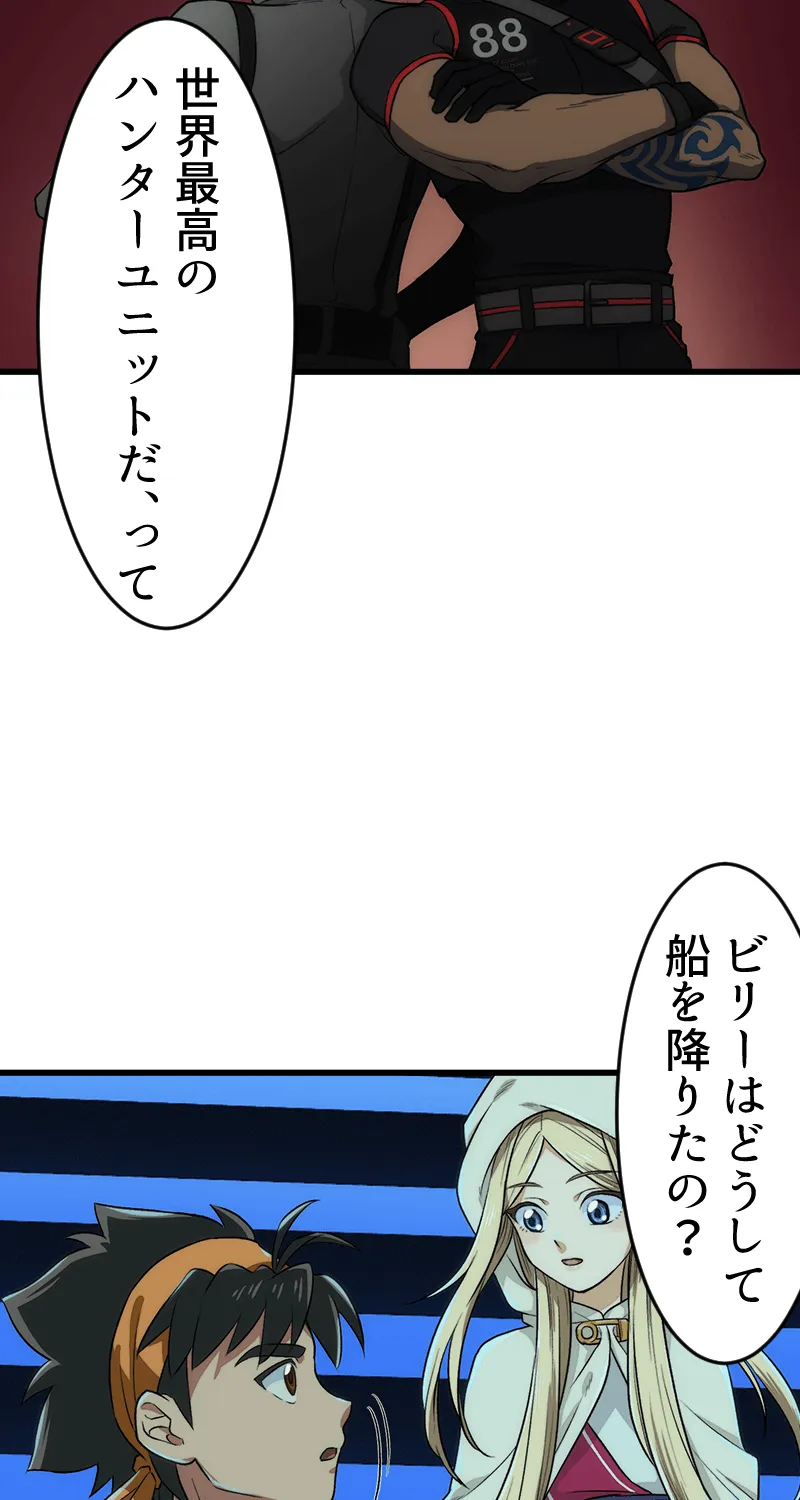 88
世界最高の
ハンターユニットだ、って
ビリーはどうして
船を降りたの？